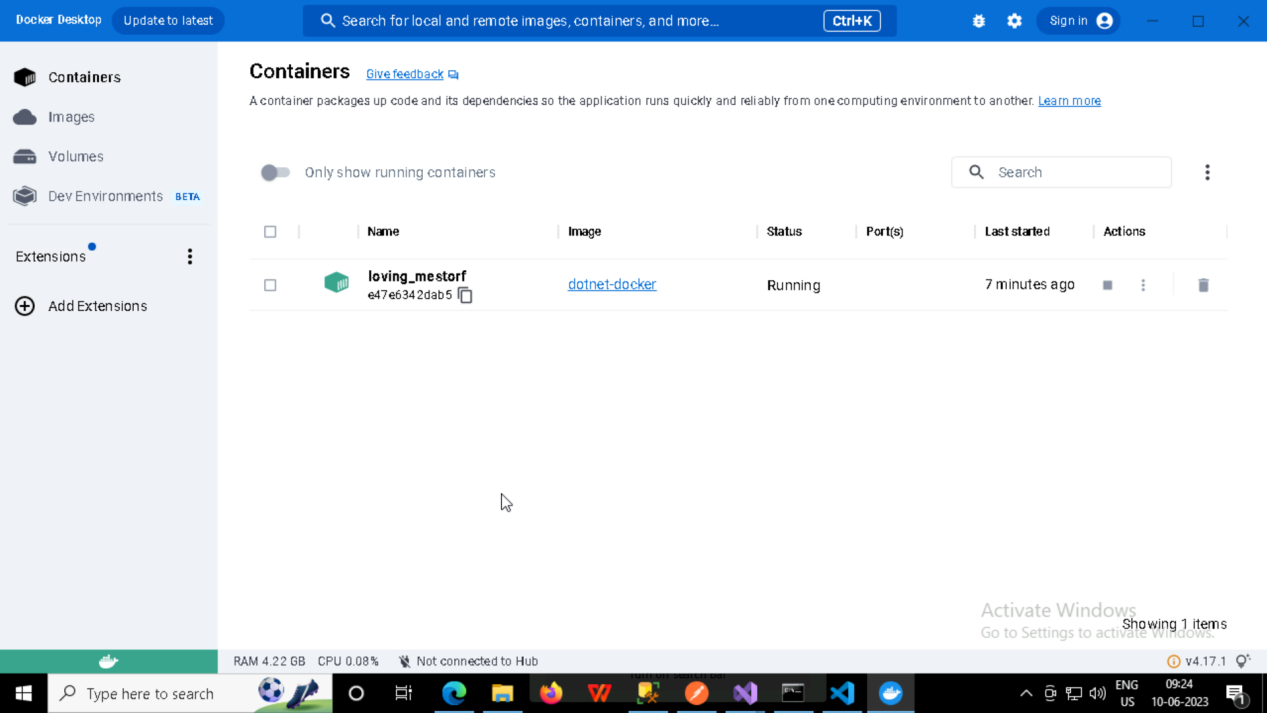 Docker Desktop Update to latest Search for local and remote images, containers, and more... Ctrl+K Sign in
Containers
Images
Volumes
Dev Environments BETA
Extensions
Add Extensions
Containers Give feedback
A container packages up code and its dependencies so the application runs quickly and reliably from one computing environment to another. Learn more
Only show running containers Search
Name Image Status Port(s) Last started Actions
loving_mestorf
e47e6342dab5 dotnet-docker Running 7 minutes ago
Activate Windows
Showing 1 items
Go to Settings to activate Windows.
RAM 4.22 GB CPU 0.08% Not connected to Hub v4.17.1
Turn on search bar
Type here to search
ENG
US
09:24
10-06-2023
1